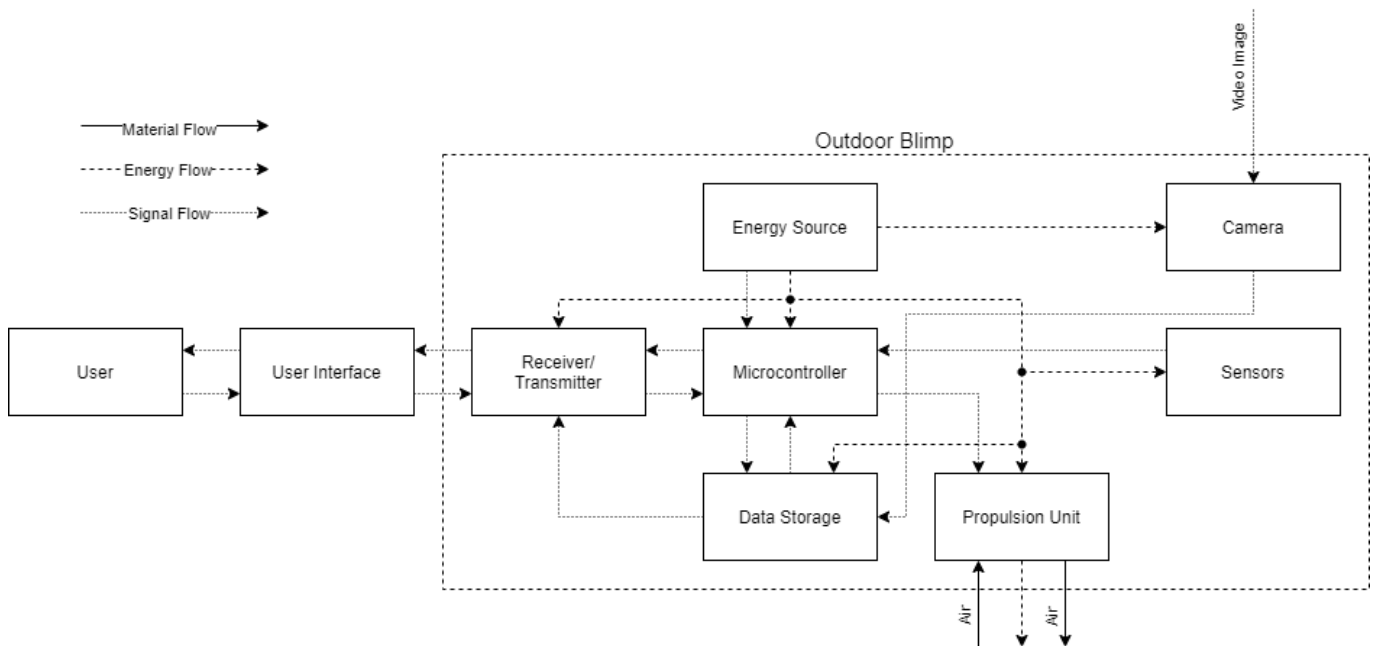 Video Image
Material Flow
Outdoor Blimp
Energy Flow
Signal Flow
Energy Source
Camera
User
User Interface
Receiver/
Transmitter
Microcontroller
Sensors
Data Storage
Propulsion Unit
Air
Air